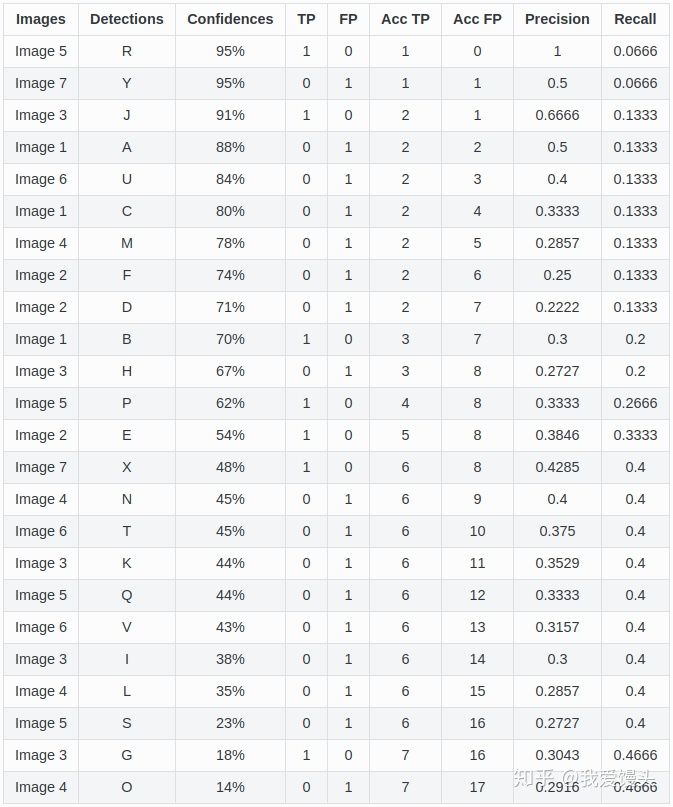 Images Detections Confidences TP FP Acc TP Acc FP Precision Recall
Image 5 R 95% 1 0 1 0 1 0.0666
Image 7 Y 95% 0 1 1 1 0.5 0.0666
Image 3 J 91% 1 0 2 1 0.6666 0.1333
Image 1 A 88% 0 1 2 2 0.5 0.1333
Image 6 U 84% 0 1 2 3 0.4 0.1333
Image 1 C 80% 0 1 2 4 0.3333 0.1333
Image 4 M 78% 0 1 2 5 0.2857 0.1333
Image 2 F 74% 0 1 2 6 0.25 0.1333
Image 2 D 71% 0 1 2 7 0.2222 0.1333
Image 1 B 70% 1 0 3 7 0.3 0.2
Image 3 H 67% 0 1 3 8 0.2727 0.2
Image 5 P 62% 1 0 4 8 0.3333 0.2666
Image 2 E 54% 1 0 5 8 0.3846 0.3333
Image 7 X 48% 1 0 6 8 0.4285 0.4
Image 4 N 45% 0 1 6 9 0.4 0.4
Image 6 T 45% 0 1 6 10 0.375 0.4
Image 3 K 44% 0 1 6 11 0.3529 0.4
Image 5 Q 44% 0 1 6 12 0.3333 0.4
Image 6 V 43% 0 1 6 13 0.3157 0.4
Image 3 I 38% 0 1 6 14 0.3 0.4
Image 4 L 35% 0 1 6 15 0.2857 0.4
Image 5 S 23% 0 1 6 16 0.2727 0.4
Image 3 G 18% 1 0 7 16 0.3043 0.4666
Image 4 O 14% 0 1 7 17 0.2916 0.4666
知乎 @我爱馒头